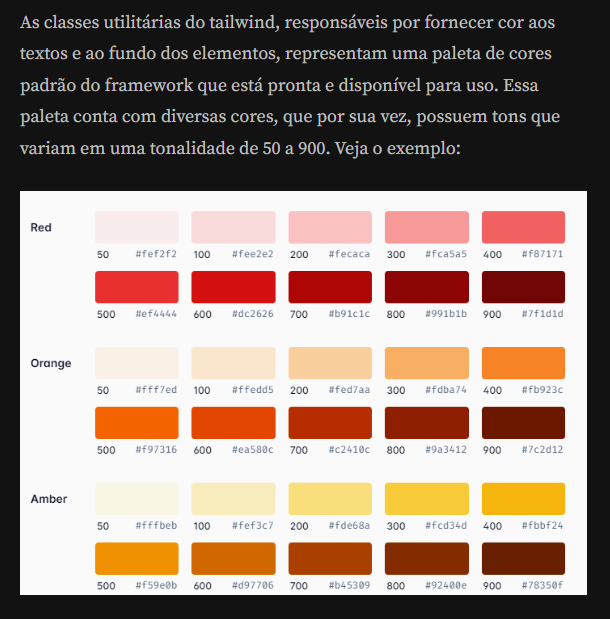 As classes utilitárias do tailwind, responsáveis por fornecer cor aos
textos e ao fundo dos elementos, representam uma paleta de cores
padrão do framework que está pronta e disponível para uso. Essa
paleta conta com diversas cores, que por sua vez, possuem tons que
variam em uma tonalidade de 50 a 900. Veja o exemplo:
Red
50 #fef2f2 100 #fee2e2 200 #fecaca 300 #fca5a5 400 #f87171
500 #ef4444 600 #dc2626 700 #b91c1c 800 #991b1b 900 #7f1d1d
Orange
50 #fff7ed 100 #ffedd5 200 #fed7aa 300 #fdba74 400 #fb923c
500 #f97316 600 #ea580c 700 #c2410c 800 #9a3412 900 #7c2d12
Amber
50 #fffbeb 100 #fef3c7 200 #fde68a 300 #fcd34d 400 #fbbf24
500 #f59e0b 600 #d97706 700 #b45309 800 #92400e 900 #78350f